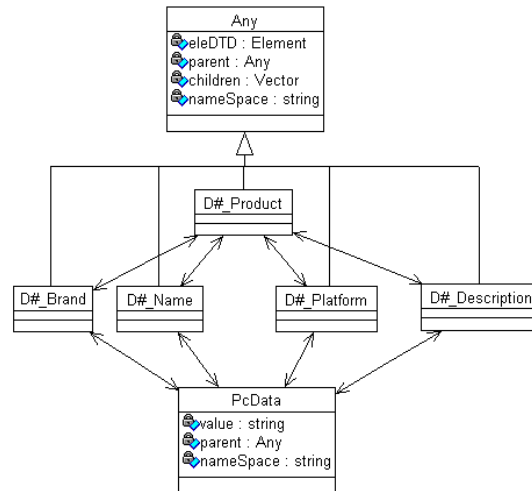 Any
eleDTD : Element
parent : Any
children : Vector
nameSpace : string
D#_Product
D#_Brand
D#_Name
D#_Platform
D#_Description
PcData
value : string
parent : Any
nameSpace : string